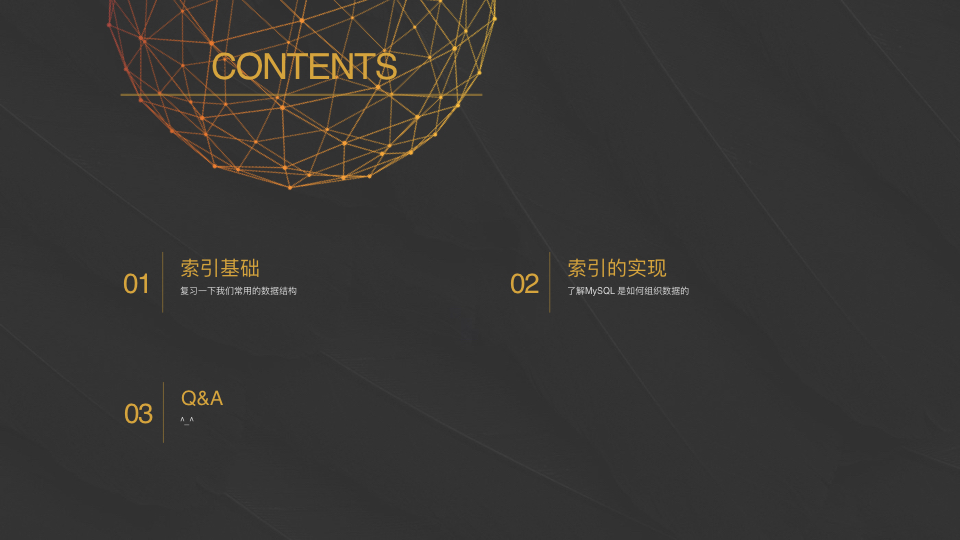 CONTENTS
01
索引基础
复习一下我们常用的数据结构
02
索引的实现
了解MySQL 是如何组织数据的
03
Q&A
^_^